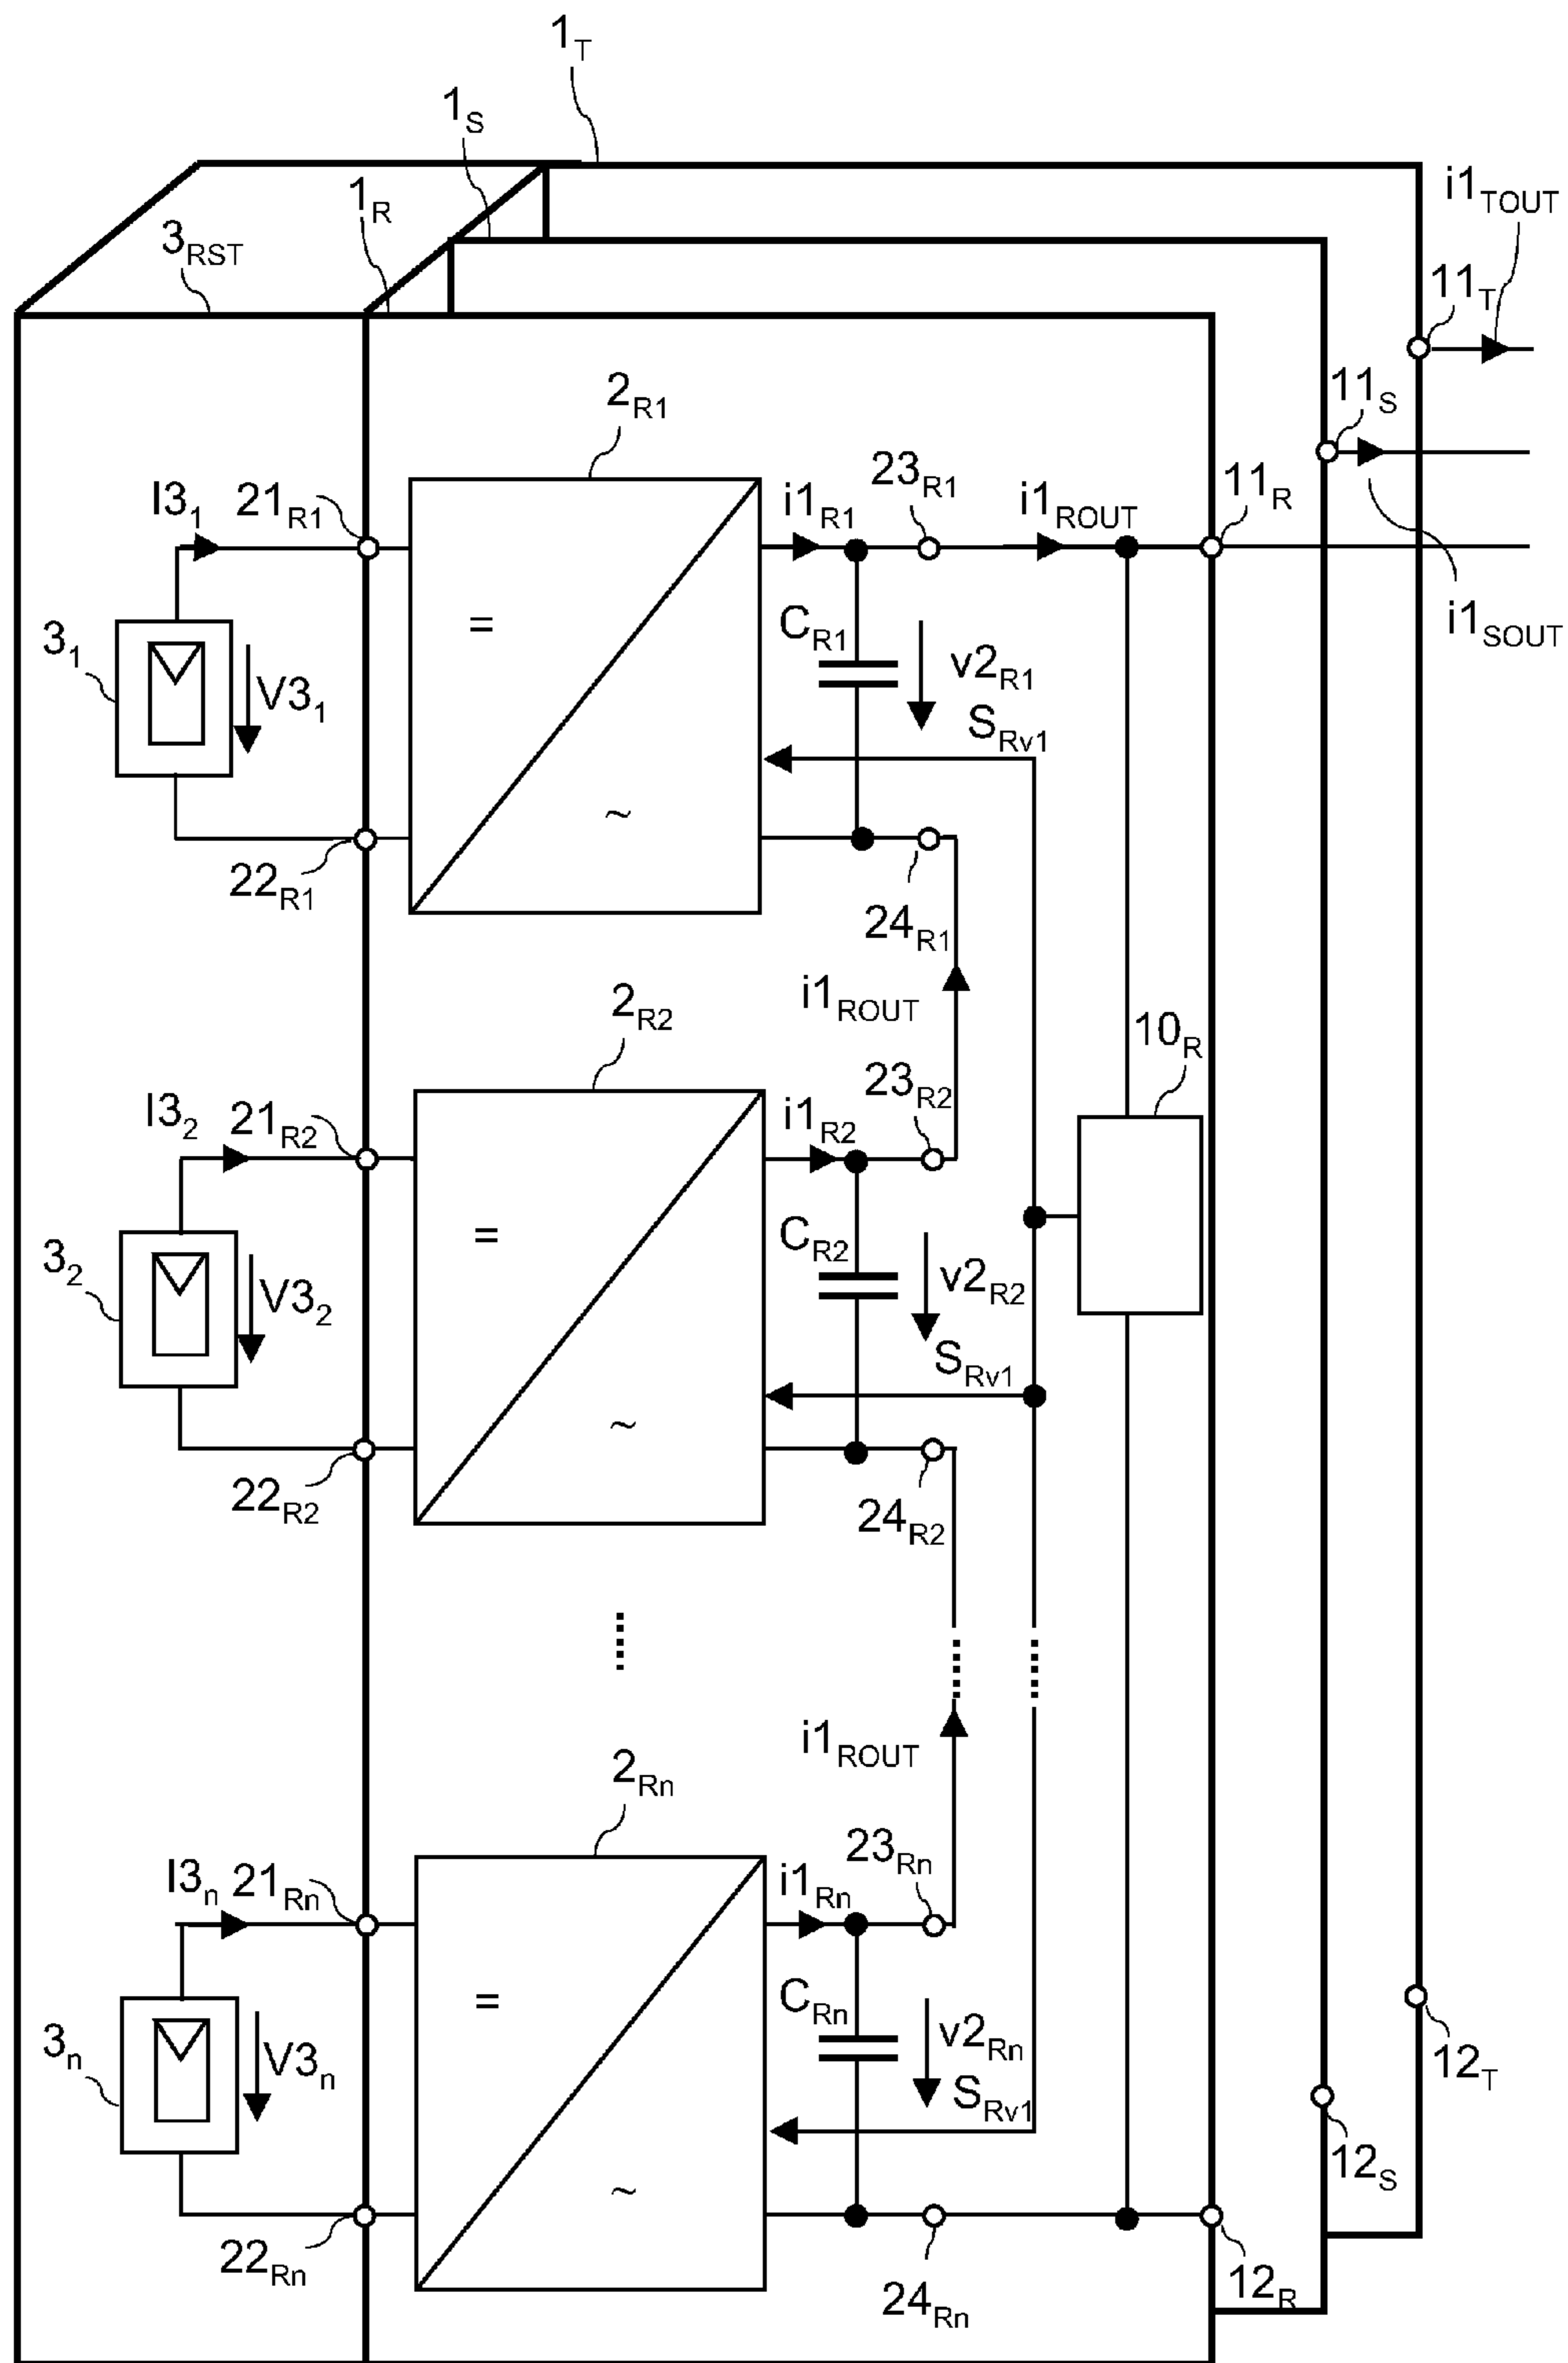 1T
1S
i1TOUT
1R
3RST
11T
11S
2R1
I31
21R1
i1R1
23R1
i1ROUT
11R
=
CR1
i1SOUT
31
V31
v2R1
SRv1
~
22R1
24R1
i1ROUT
2R2
10R
23R2
I32
21R2
i1R2
=
CR2
32
V32
v2R2
SRv1
~
22R2
24R2
i1ROUT
2Rn
23Rn
I3n
21Rn
i1Rn
=
CRn
3n
V3n
v2Rn
SRv1
12T
12S
~
22Rn
24Rn
12R